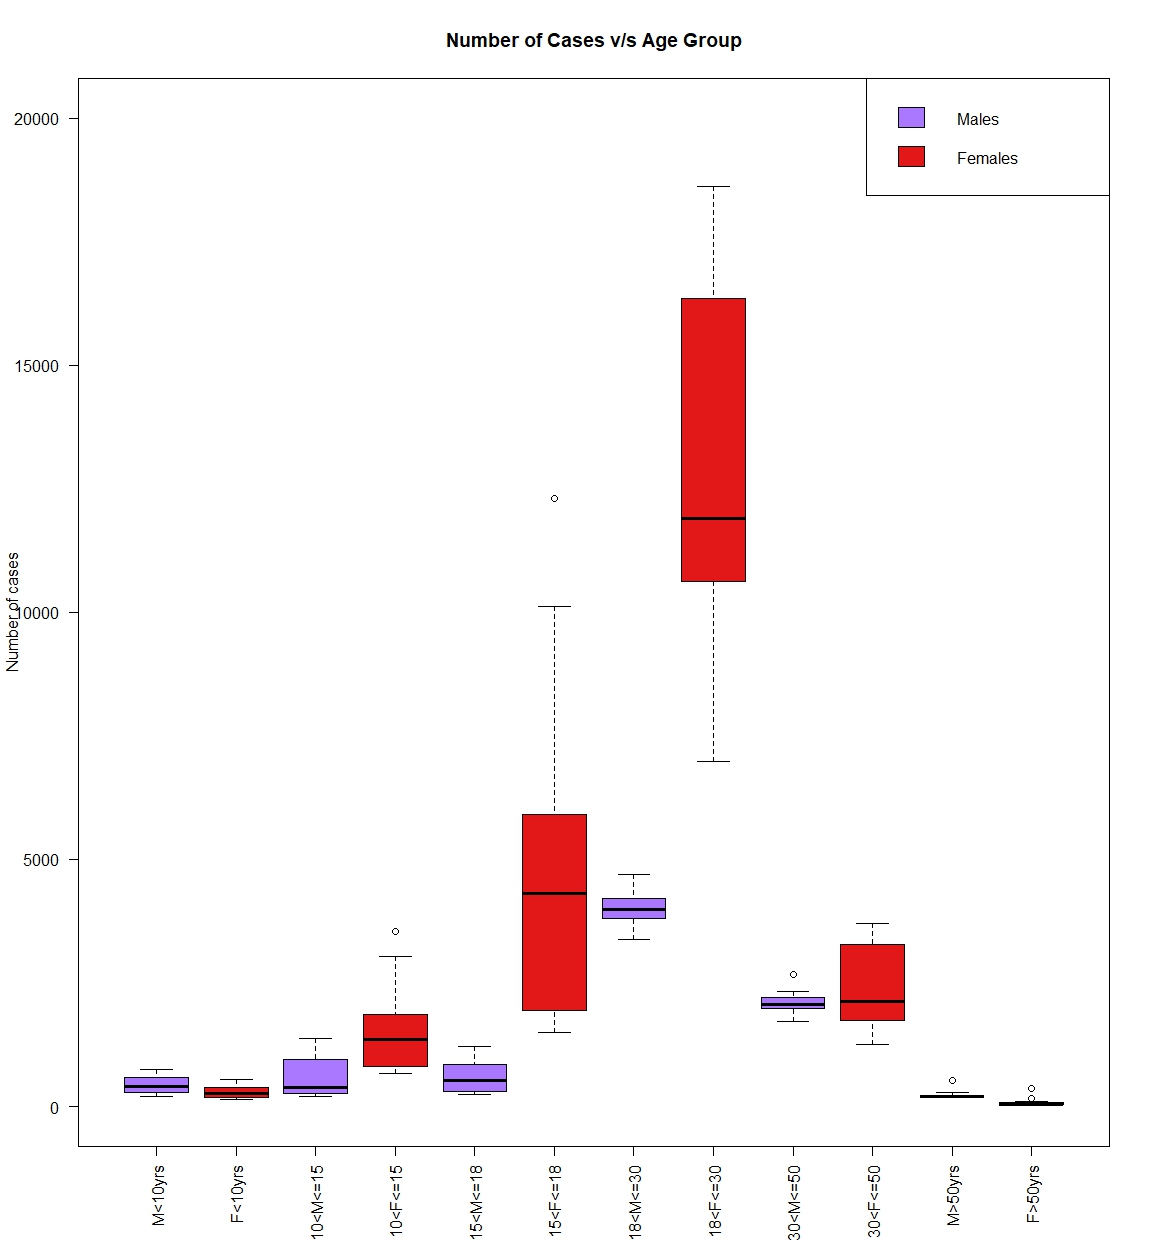 Number of Cases v/s Age Group
Males
Females
Number of cases
20000
15000
10000
5000
0
M<10yrs
F<10yrs
10<M<=15
10<F<=15
15<M<=18
15<F<=18
18<M<=30
18<F<=30
30<M<=50
30<F<=50
M>50yrs
F>50yrs